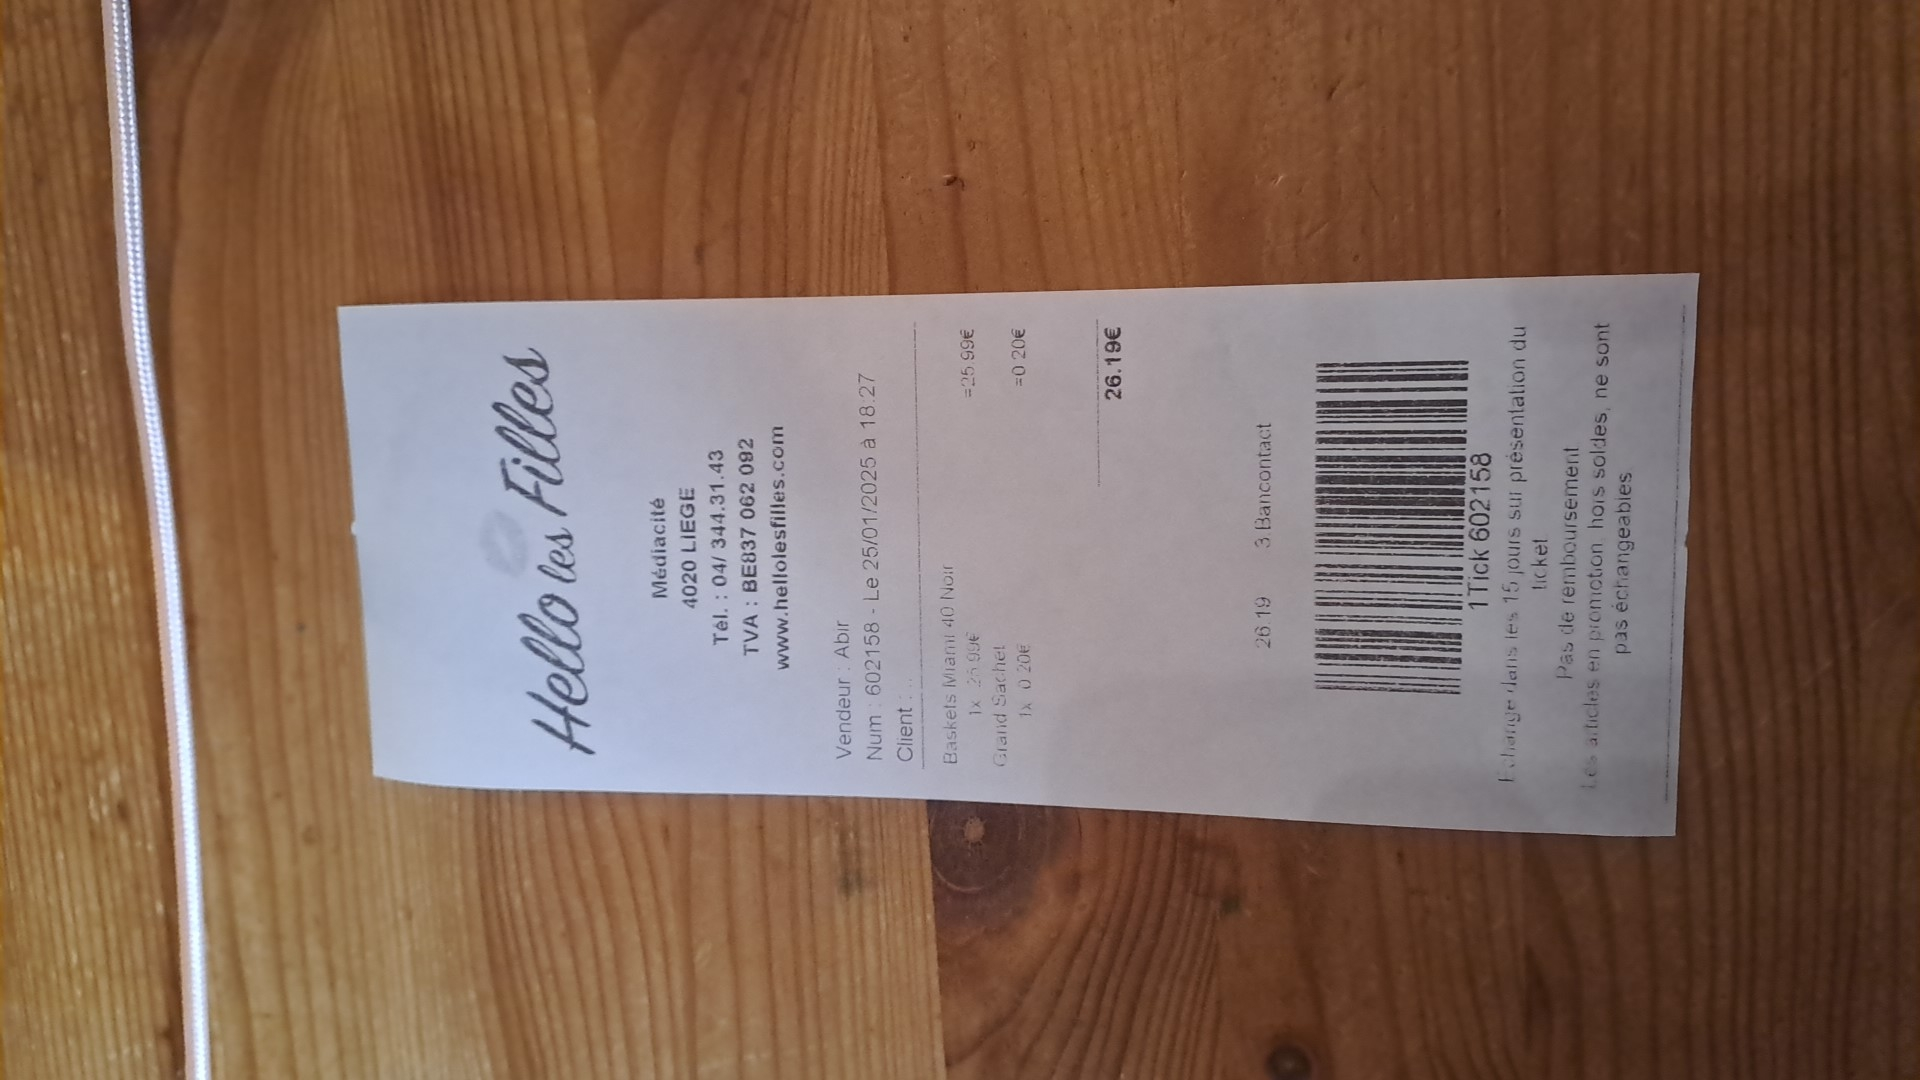 Hello les Filles
Médiacité
4020 LIEGE
Tél. : 04/ 344.31.43
TVA : BE837 062 092
www.hellolesfilles.com
Vendeur : Abir
Num : 602158 - Le 25/01/2025 à 18:27
Client : ..
Baskets Miami 40 Noir
1x 25.99€ =25.99€
Grand Sachet
1x 0.20€ =0.20€
26.19€
26.19 3.Bancontact
1Tick602158
Echange dans les 15 jours sur présentation du
ticket
Pas de remboursement
Les articles en promotion, hors soldes, ne sont
pas échangeables